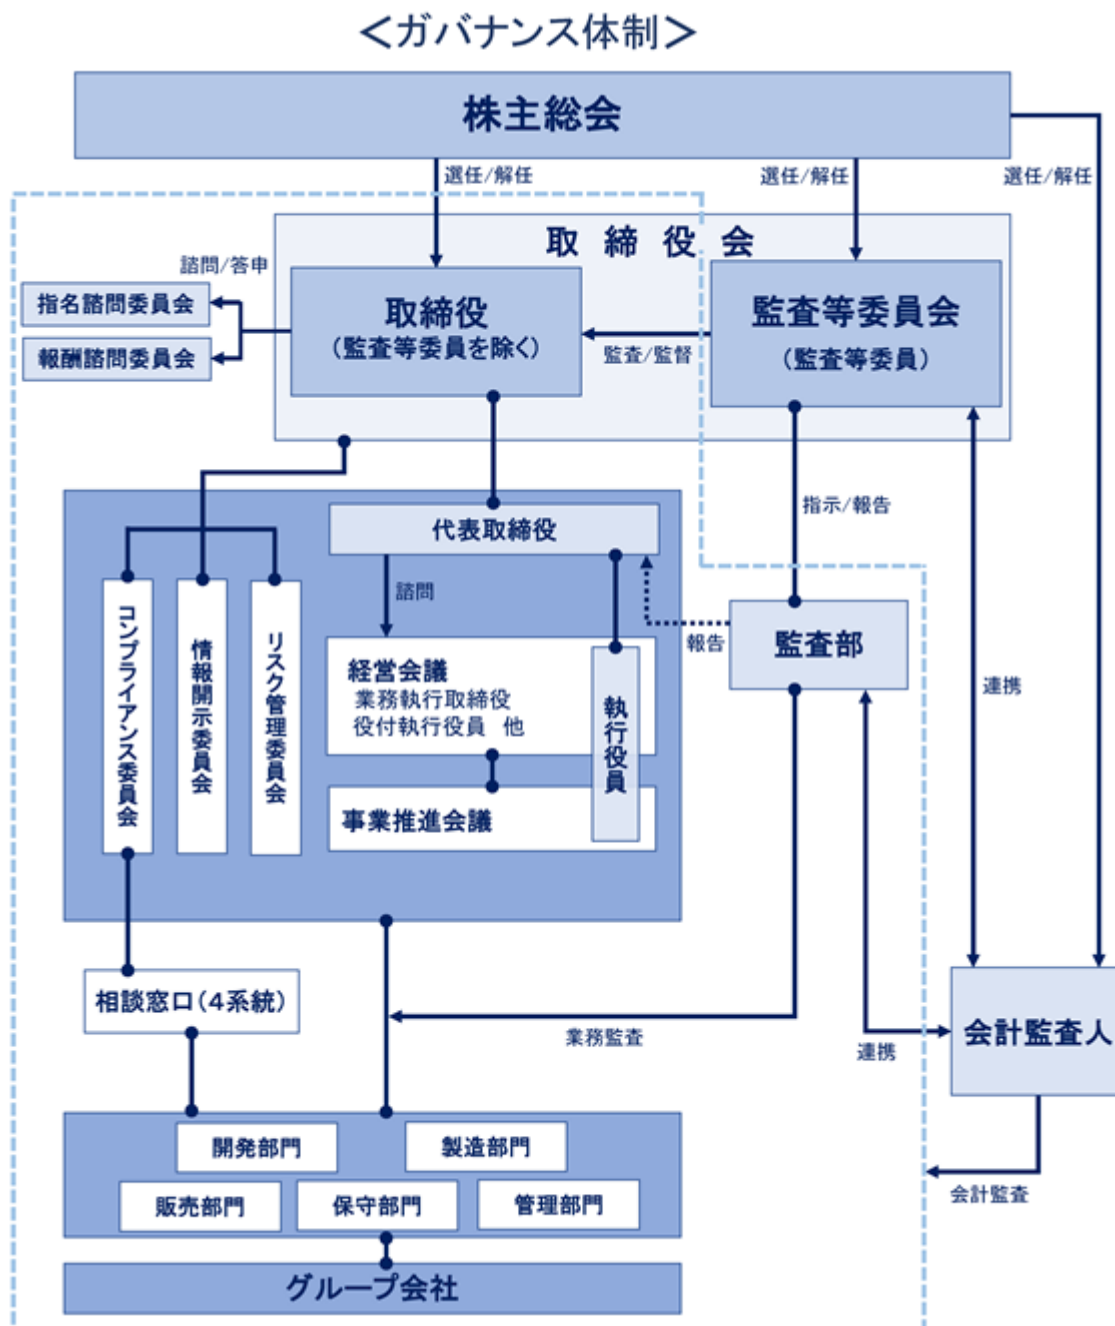 ＜ガバナンス体制＞
株主総会
選任/解任
選任/解任
選任/解任
取締役会
諮問/答申
指名諮問委員会
報酬諮問委員会
取締役
（監査等委員を除く）
監査/監督
監査等委員会
（監査等委員）
指示/報告
代表取締役
諮問
報告
監査部
連携
コンプライアンス委員会
情報開示委員会
リスク管理委員会
経営会議
業務執行取締役
役付執行役員 他
執行役員
事業推進会議
相談窓口（4系統）
業務監査
連携
会計監査人
会計監査
開発部門
製造部門
販売部門
保守部門
管理部門
グループ会社